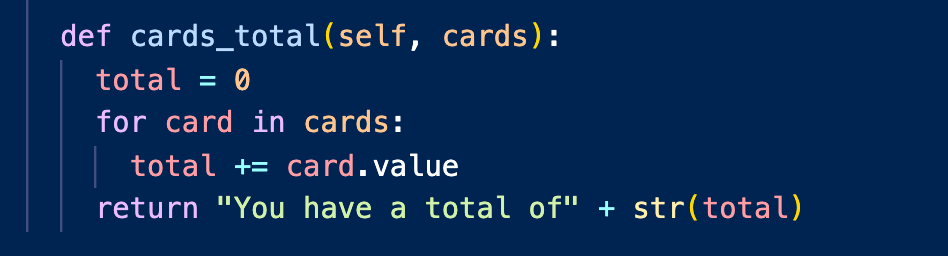 def cards_total(self, cards):
total = 0
for card in cards:
total += card.value
return "You have a total of" + str(total)